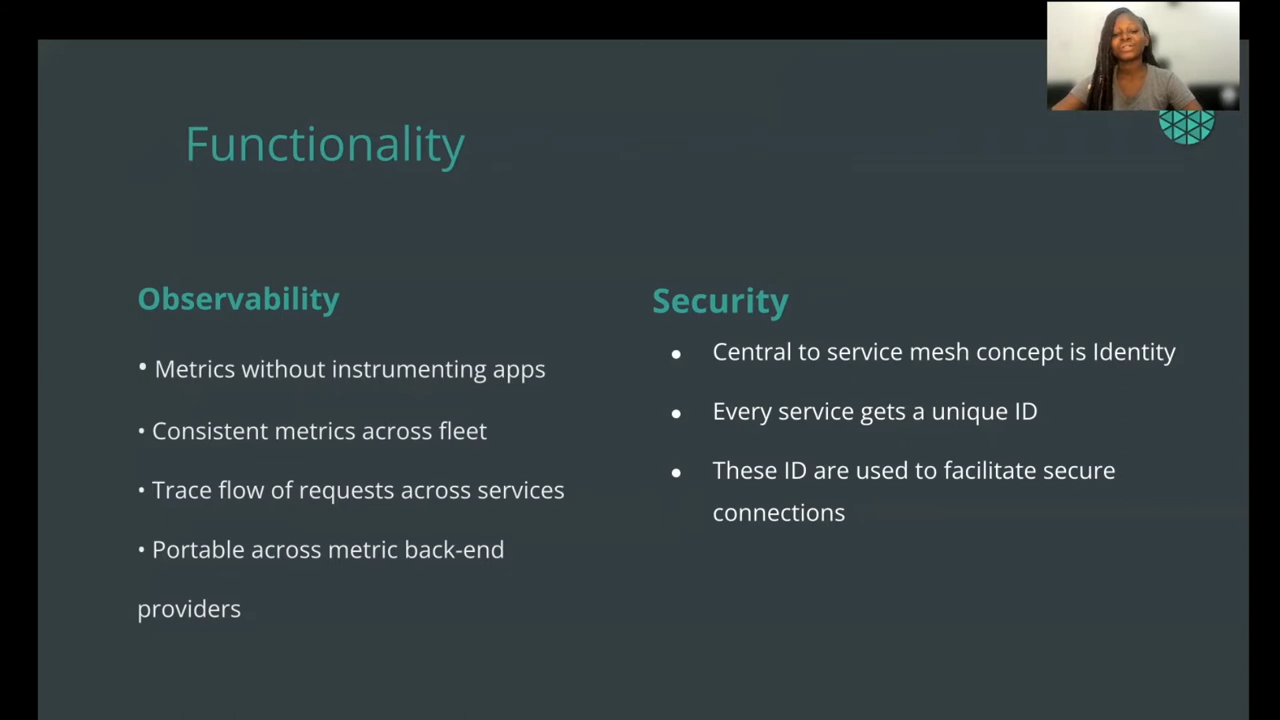 Functionality
Observability
• Metrics without instrumenting apps
• Consistent metrics across fleet
• Trace flow of requests across services
• Portable across metric back-end
providers
Security
● Central to service mesh concept is Identity
● Every service gets a unique ID
● These ID are used to facilitate secure
connections